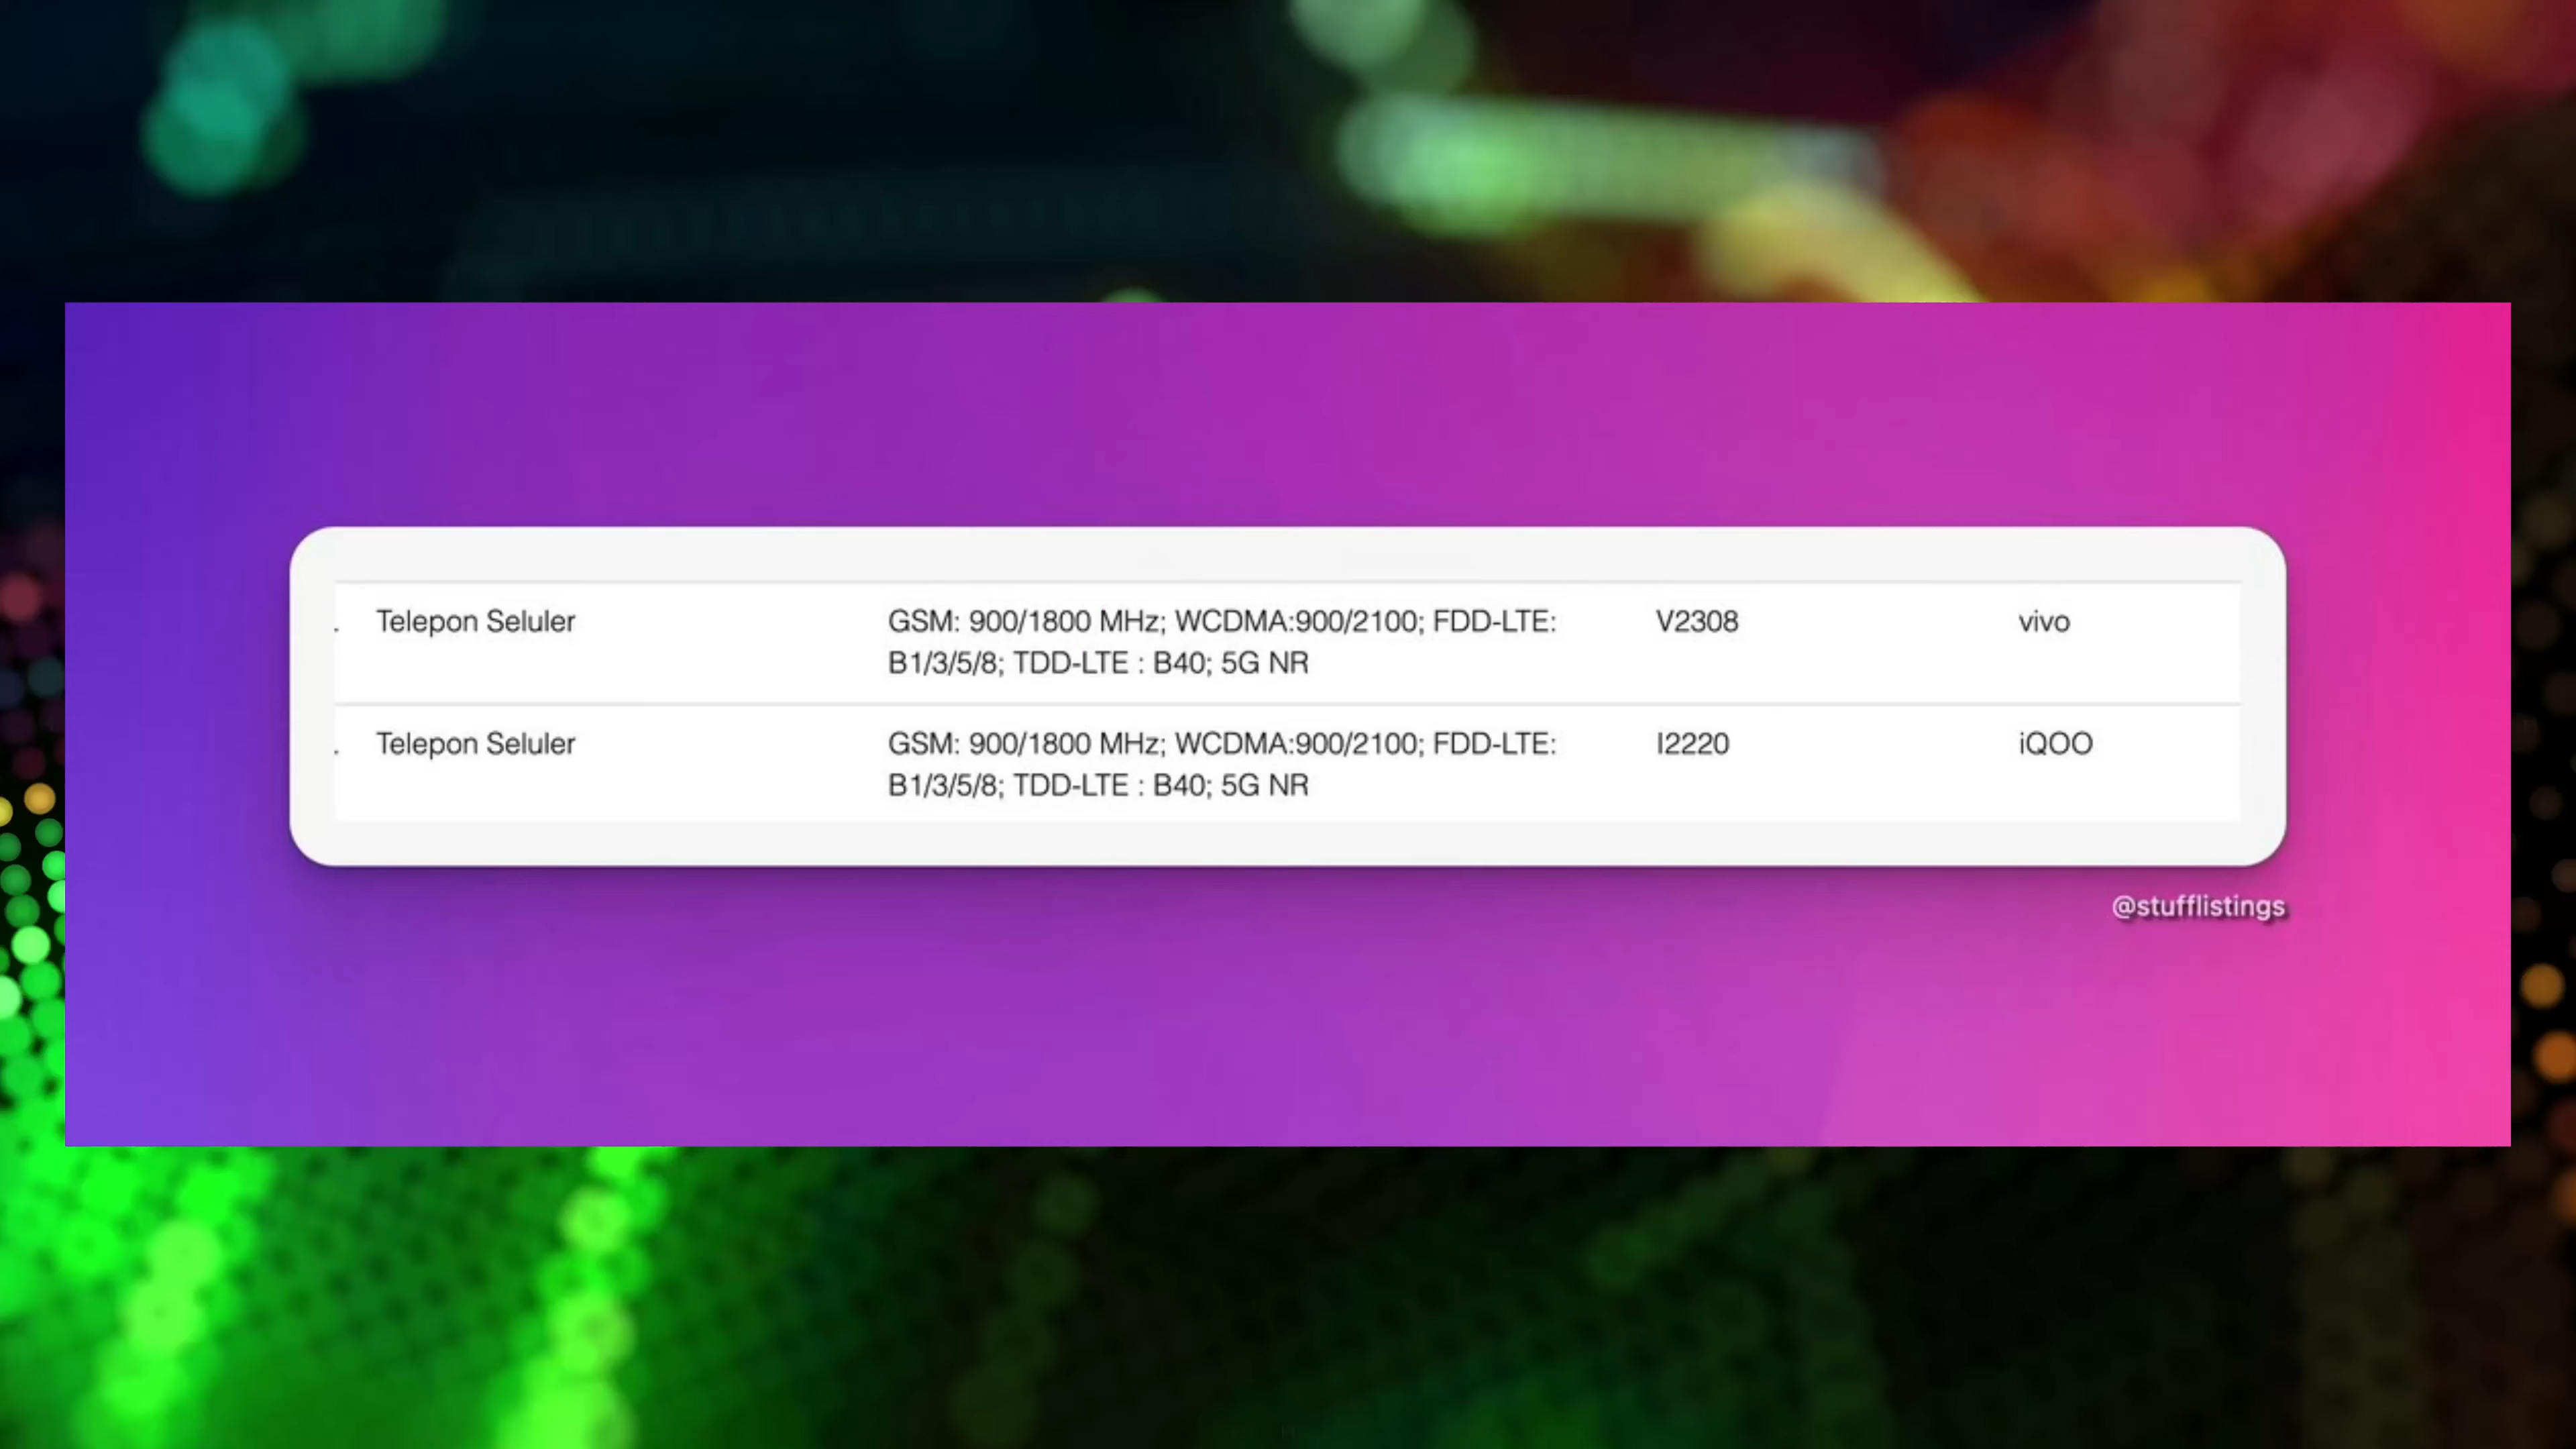 . Telepon Seluler GSM: 900/1800 MHz; WCDMA:900/2100; FDD-LTE: V2308 vivo
B1/3/5/8; TDD-LTE : B40; 5G NR
. Telepon Seluler GSM: 900/1800 MHz; WCDMA:900/2100; FDD-LTE: I2220 iQOO
B1/3/5/8; TDD-LTE : B40; 5G NR
@stufflistings